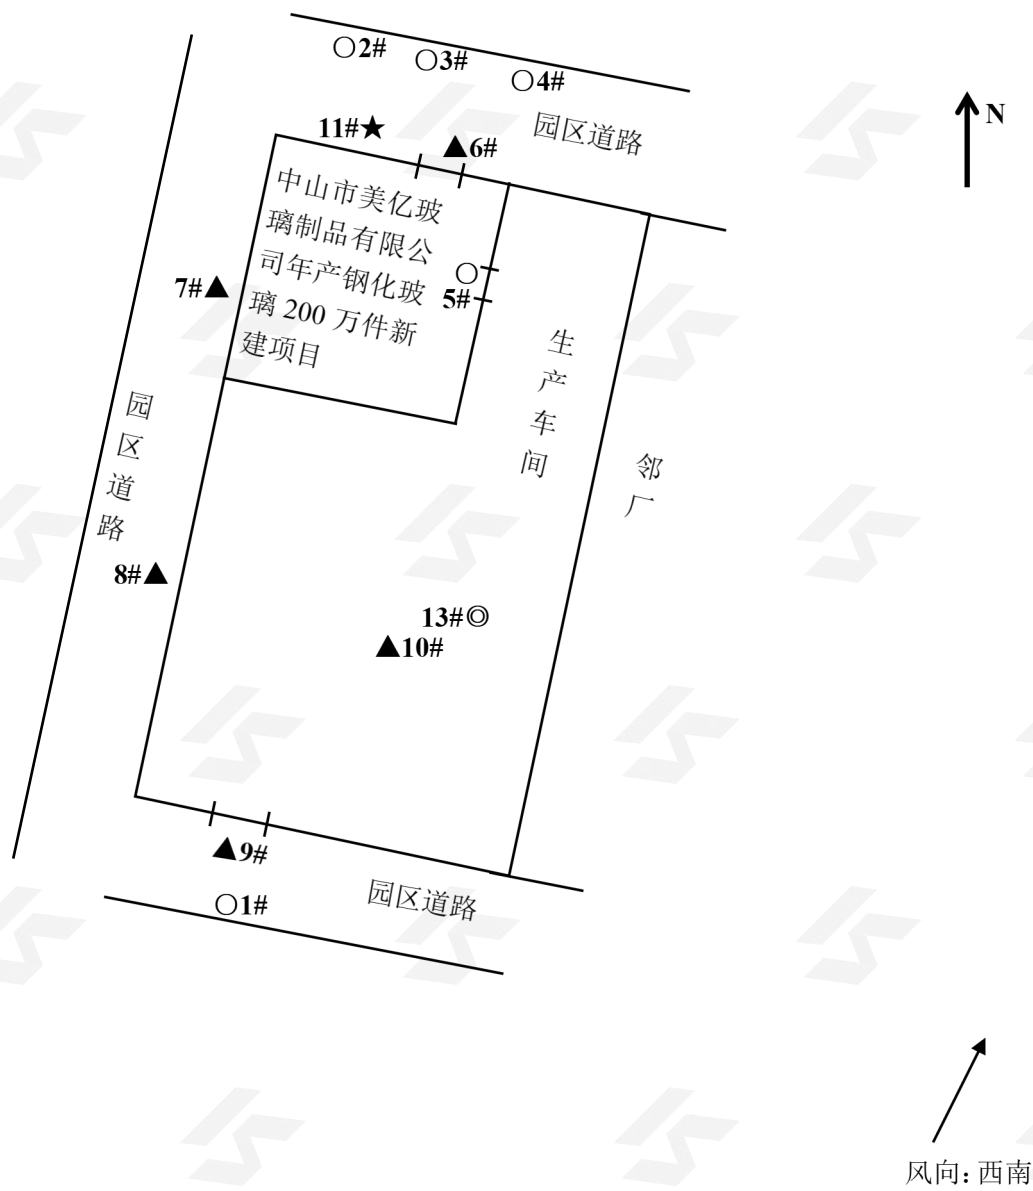 ○2#
○3#
○4#
园区道路
N
11#★
▲6#
中山市美亿玻
璃制品有限公
司年产钢化玻
璃 200 万件新
建项目
○
5#
7#▲
生产车间
园区道路
邻厂
8#▲
13#◎
▲10#
▲9#
园区道路
○1#
风向: 西南